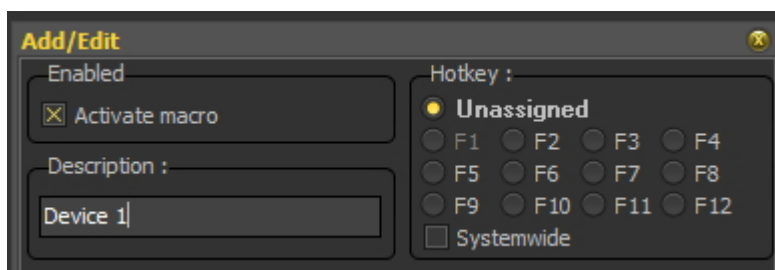 Add/Edit
Enabled
Activate macro
Description :
Device 1
Hotkey :
Unassigned
F1 F2 F3 F4
F5 F6 F7 F8
F9 F10 F11 F12
Systemwide